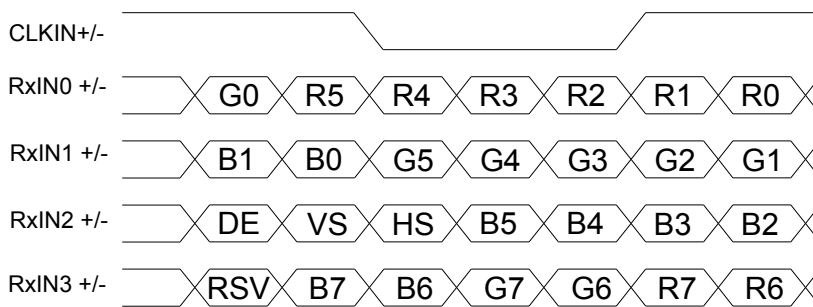 CLKIN+/-
RxIN0 +/- G0 R5 R4 R3 R2 R1 R0
RxIN1 +/- B1 B0 G5 G4 G3 G2 G1
RxIN2 +/- DE VS HS B5 B4 B3 B2
RxIN3 +/- RSV B7 B6 G7 G6 R7 R6